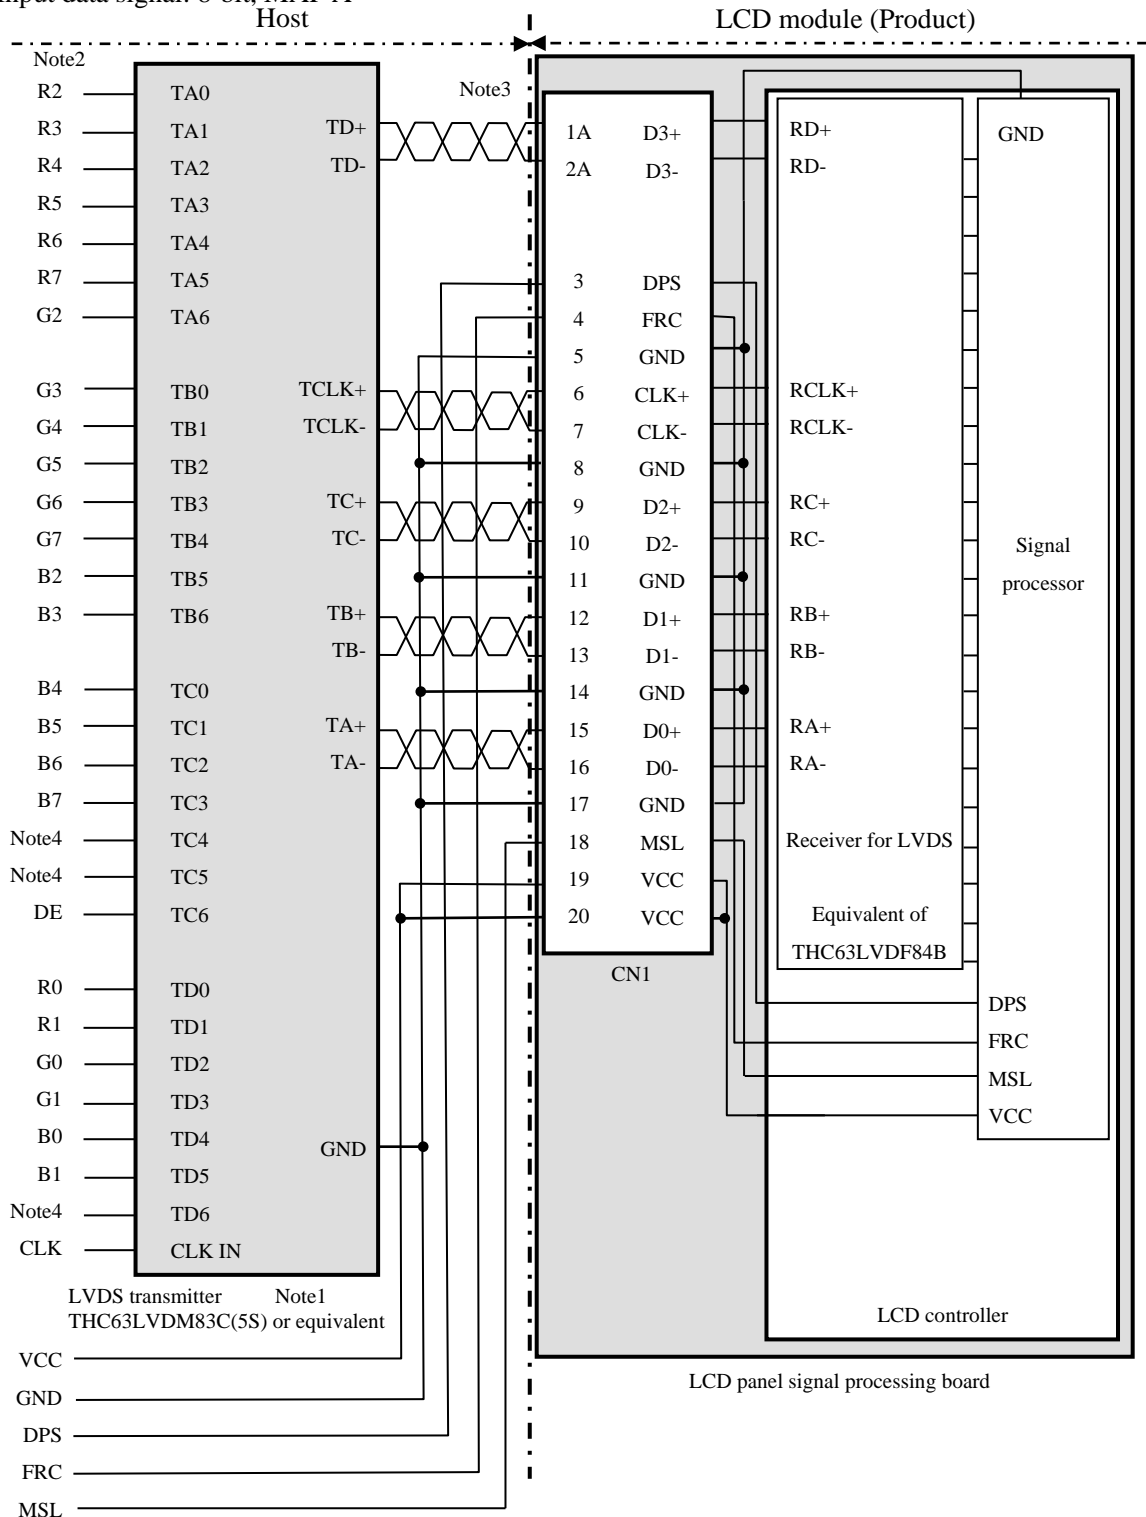 Input data signal: 8-bit, MAP A
Host
LCD module (Product)
Note2
R2 TA0
R3 TA1
R4 TA2
R5 TA3
R6 TA4
R7 TA5
G2 TA6
G3 TB0
G4 TB1
G5 TB2
G6 TB3
G7 TB4
B2 TB5
B3 TB6
B4 TC0
B5 TC1
B6 TC2
B7 TC3
Note4 TC4
Note4 TC5
DE TC6
R0 TD0
R1 TD1
G0 TD2
G1 TD3
B0 TD4
B1 TD5
Note4 TD6
CLK CLK IN
TD+
TD-
TCLK+
TCLK-
TC+
TC-
TB+
TB-
TA+
TA-
GND
LVDS transmitter Note1
THC63LVDM83C(5S) or equivalent
VCC
GND
DPS
FRC
MSL
Note3
1A D3+
2A D3-
3 DPS
4 FRC
5 GND
6 CLK+
7 CLK-
8 GND
9 D2+
10 D2-
11 GND
12 D1+
13 D1-
14 GND
15 D0+
16 D0-
17 GND
18 MSL
19 VCC
20 VCC
CN1
RD+
RD-
RCLK+
RCLK-
RC+
RC-
RB+
RB-
RA+
RA-
Receiver for LVDS
Equivalent of
THC63LVDF84B
GND
Signal
processor
DPS
FRC
MSL
VCC
LCD controller
LCD panel signal processing board